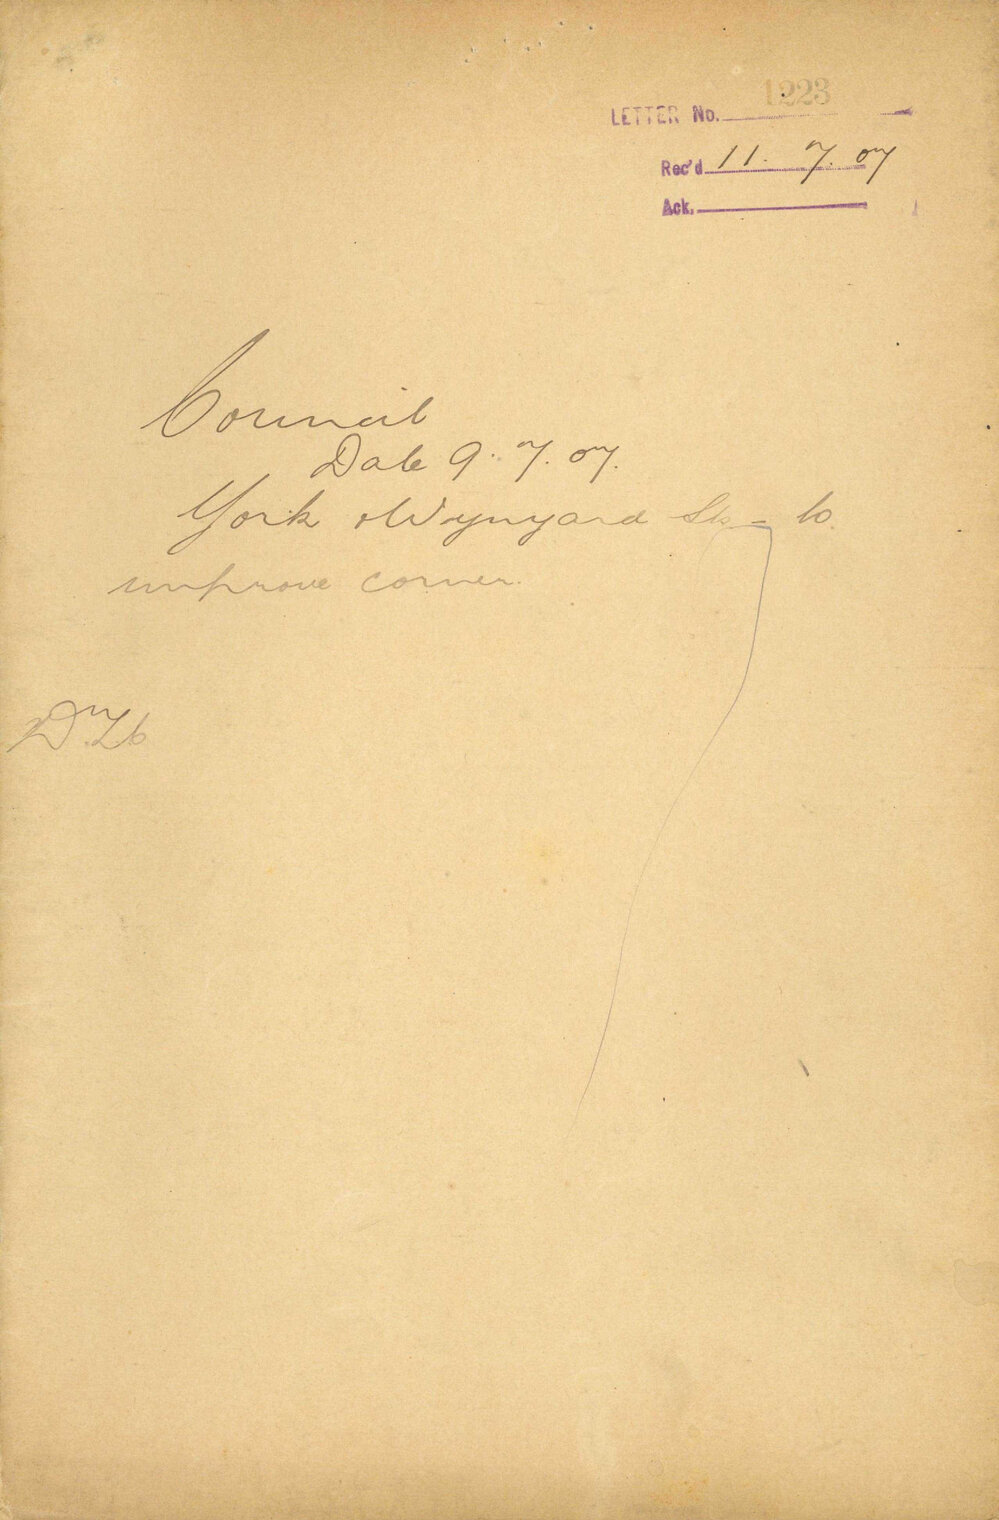 LETTER No. 1223
Rec'd 11. 7. 07
Ack.
Council
Date 9. 7. 07.
York & Wynyard Sts - to
improve corner.